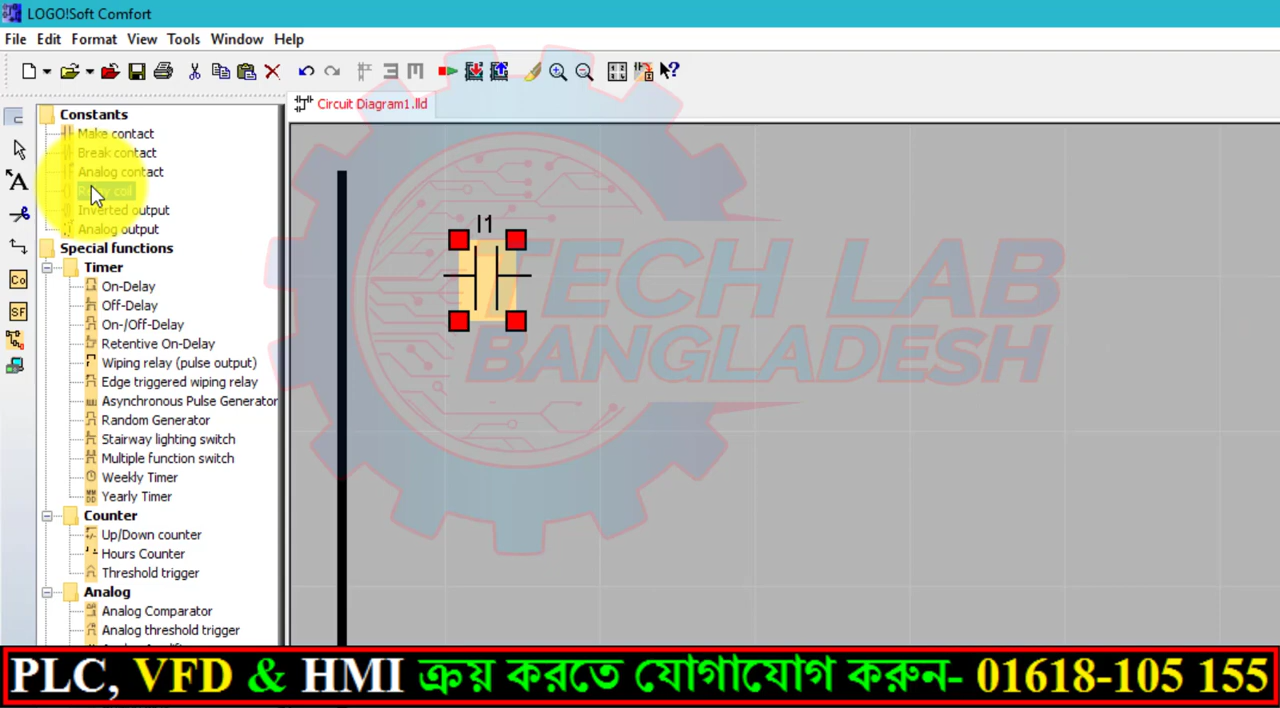 LOGO!Soft Comfort
File Edit Format View Tools Window Help
Circuit Diagram1.lld
Constants
Make contact
Break contact
Analog contact
Relay coil
Inverted output
Analog output
Special functions
Timer
On-Delay
Off-Delay
On-/Off-Delay
Retentive On-Delay
Wiping relay (pulse output)
Edge triggered wiping relay
Asynchronous Pulse Generator
Random Generator
Stairway lighting switch
Multiple function switch
Weekly Timer
Yearly Timer
Counter
Up/Down counter
Hours Counter
Threshold trigger
Analog
Analog Comparator
Analog threshold trigger
Co
SF
I1
TECH LAB
BANGLADESH
PLC, VFD & HMI ক্রয় করতে যোগাযোগ করুন- 01618-105 155